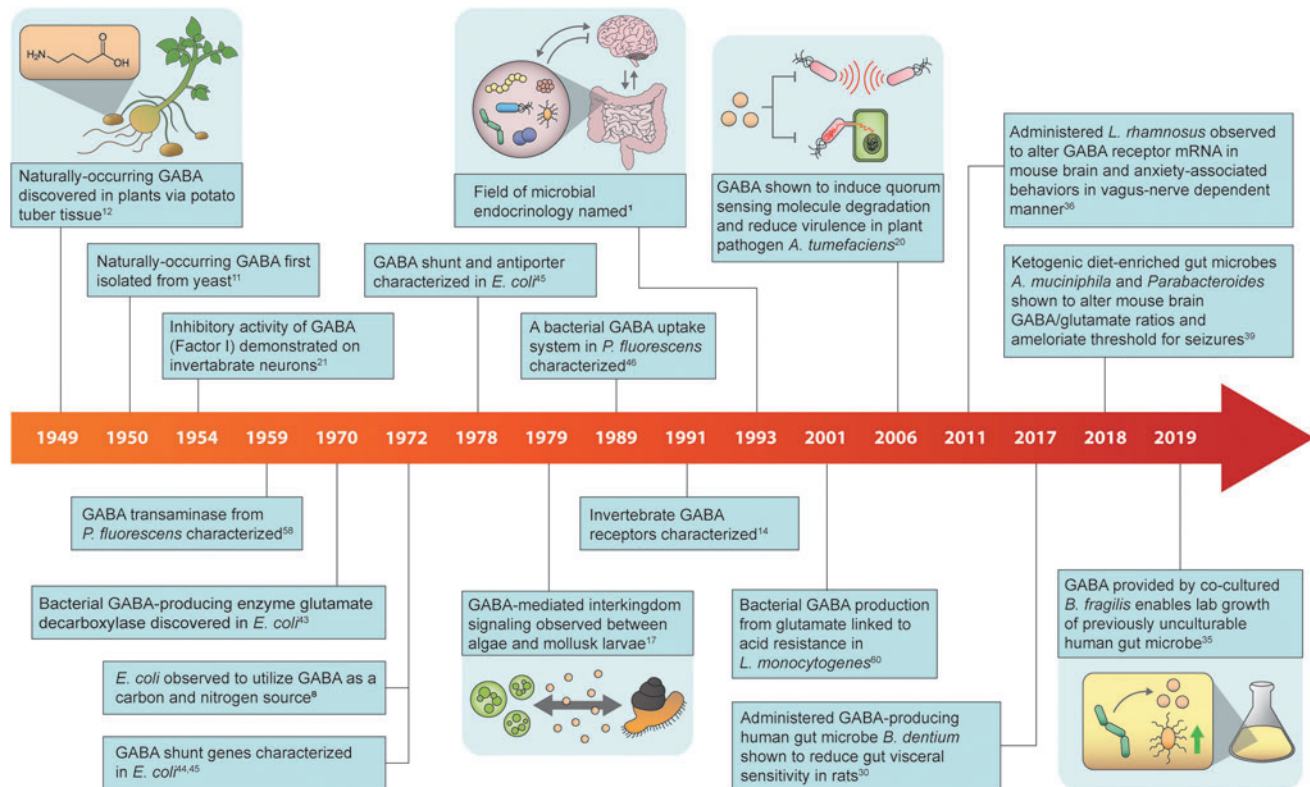 H₂N
O
OH
Naturally-occurring GABA
discovered in plants via potato
tuber tissue¹²
Naturally-occurring GABA first
isolated from yeast¹¹
Inhibitory activity of GABA
(Factor I) demonstrated on
invertabrate neurons²¹
Field of microbial
endocrinology named¹
GABA shunt and antiporter
characterized in E. coli⁴⁵
A bacterial GABA uptake
system in P. fluorescens
characterized⁴⁶
GABA shown to induce quorum
sensing molecule degradation
and reduce virulence in plant
pathogen A. tumefaciens²⁰
Administered L. rhamnosus observed
to alter GABA receptor mRNA in
mouse brain and anxiety-associated
behaviors in vagus-nerve dependent
manner³⁶
Ketogenic diet-enriched gut microbes
A. muciniphila and Parabacteroides
shown to alter mouse brain
GABA/glutamate ratios and
ameloriate threshold for seizures³⁹
1949 1950 1954 1959 1970 1972 1978 1979 1989 1991 1993 2001 2006 2011 2017 2018 2019
GABA transaminase from
P. fluorescens characterized⁵⁸
Bacterial GABA-producing enzyme glutamate
decarboxylase discovered in E. coli⁴³
E. coli observed to utilize GABA as a
carbon and nitrogen source⁸
GABA shunt genes characterized
in E. coli⁴⁴,⁴⁵
GABA-mediated interkingdom
signaling observed between
algae and mollusk larvae¹⁷
Invertebrate GABA
receptors characterized¹⁴
Bacterial GABA production
from glutamate linked to
acid resistance in
L. monocytogenes⁶⁰
Administered GABA-producing
human gut microbe B. dentium
shown to reduce gut visceral
sensitivity in rats³⁰
GABA provided by co-cultured
B. fragilis enables lab growth
of previously unculturable
human gut microbe³⁵